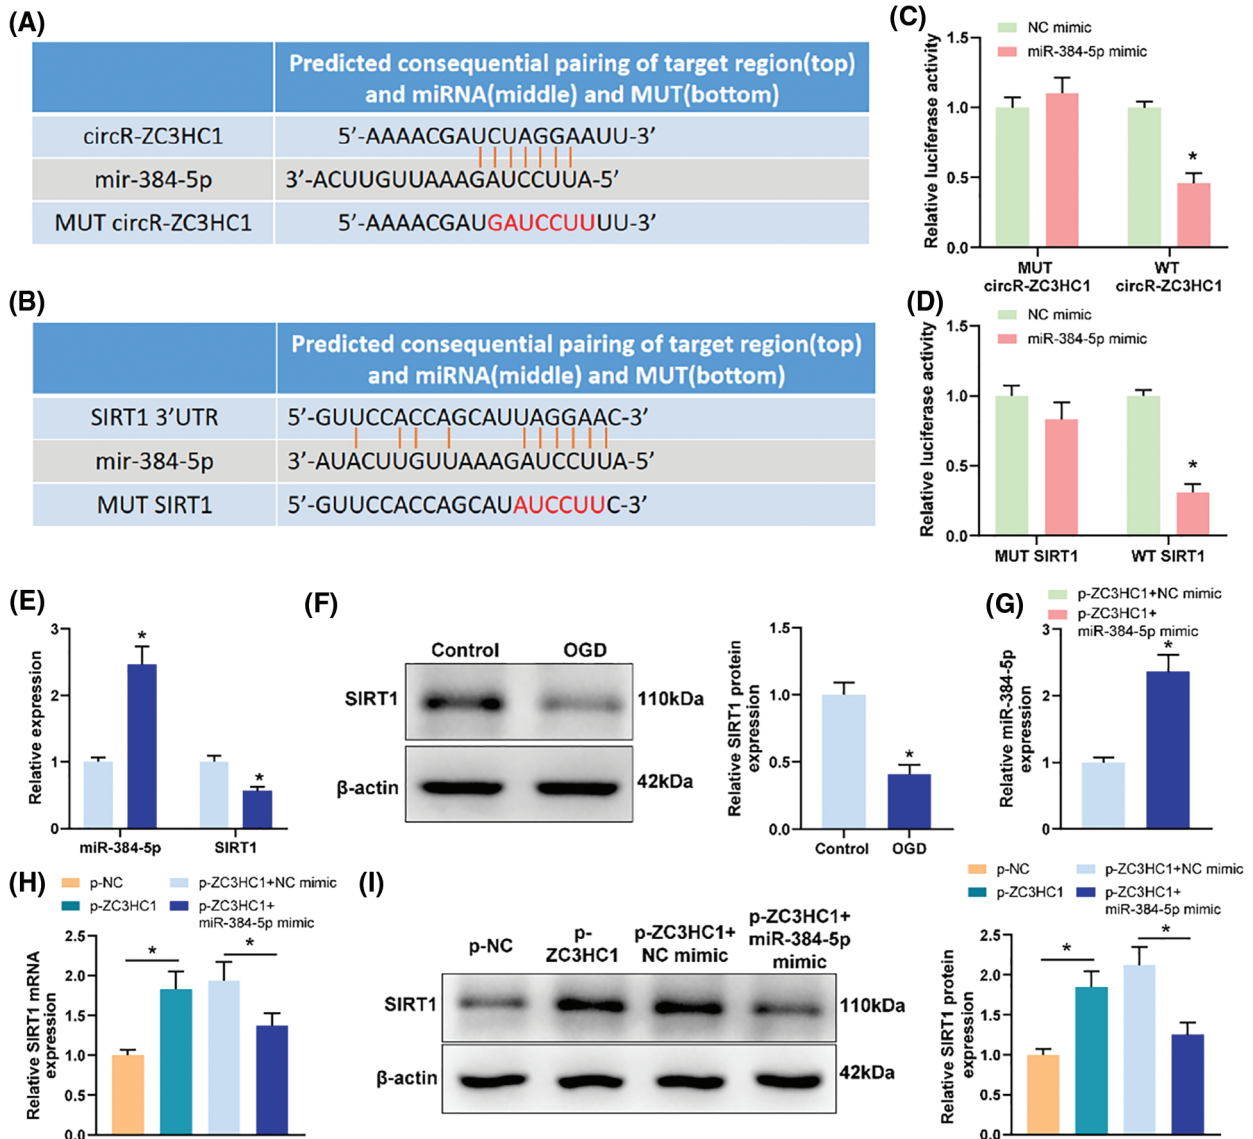 (A)
Predicted consequential pairing of target region(top)
and miRNA(middle) and MUT(bottom)
circR-ZC3HC1 5’-AAAACGAUCUAGGAAUU-3’
mir-384-5p 3’-ACUUGUUAAAGAUCCUUA-5’
MUT circR-ZC3HC1 5’-AAAACGAUGAUCCUUUU-3’
(B)
Predicted consequential pairing of target region(top)
and miRNA(middle) and MUT(bottom)
SIRT1 3’UTR 5’-GUUCCACCAGCAUUAGGAAC-3’
mir-384-5p 3’-AUACUUGUUAAAGAUCCUUA-5’
MUT SIRT1 5’-GUUCCACCAGCAUAUCCUUC-3’
(C)
NC mimic
miR-384-5p mimic
Relative luciferase activity
1.5
1.0
0.5
0.0
*
MUT WT
circR-ZC3HC1 circR-ZC3HC1
(D)
NC mimic
miR-384-5p mimic
Relative luciferase activity
1.5
1.0
0.5
0.0
*
MUT SIRT1 WT SIRT1
(E)
Relative expression
3
2
1
0
* *
miR-384-5p SIRT1
(F)
Control OGD
SIRT1 110kDa
β-actin 42kDa
Relative SIRT1 protein
expression
1.5
1.0
0.5
0.0
*
Control OGD
(G)
p-ZC3HC1+NC mimic
p-ZC3HC1+
miR-384-5p mimic
Relative miR-384-5p
expression
3
2
1
0
*
(H)
p-NC p-ZC3HC1+NC mimic
p-ZC3HC1 p-ZC3HC1+
miR-384-5p mimic
Relative SIRT1 mRNA
expression
2.5
2.0
1.5
1.0
0.5
0.0
* *
(I)
p-NC p-ZC3HC1 p-ZC3HC1+NC mimic p-ZC3HC1+miR-384-5p mimic
SIRT1 110kDa
β-actin 42kDa
p-NC p-ZC3HC1+NC mimic
p-ZC3HC1 p-ZC3HC1+
miR-384-5p mimic
Relative SIRT1 protein
expression
2.5
2.0
1.5
1.0
0.5
0.0
* *